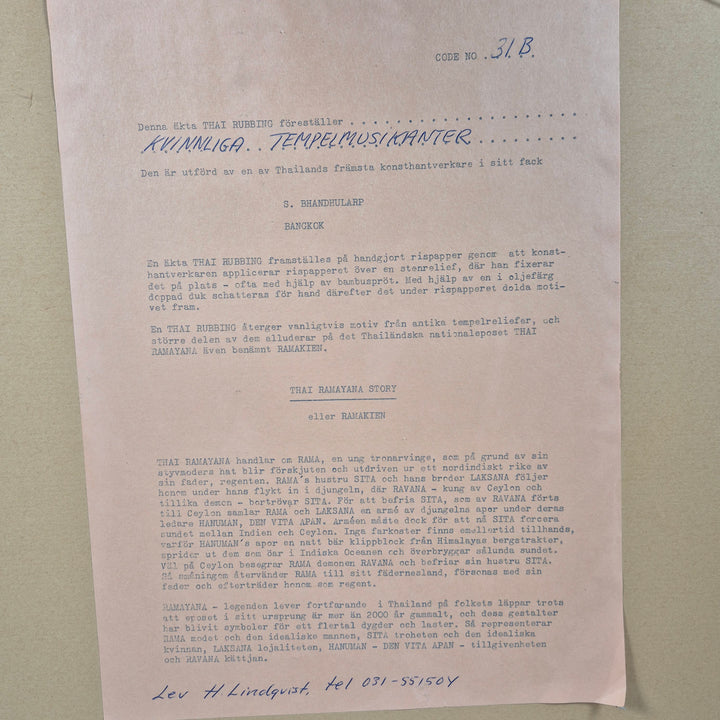 CODE NO .31.B.
Denna äkta THAI RUBBING föreställer . . . . . . . . . . . . . . . . . . . .
KVINNLIGA . . TEMPELMUSIKANTER . . . . . . . . .
Den är utförd av en av Thailands främsta konsthantverkare i sitt fack
S. BHANDHULARP
BANGKOK
En äkta THAI RUBBING framställes på handgjort rispapper genom att konst-
hantverkaren applicerar rispapperet över en stenrelief, där han fixerar
det på plats - ofta med hjälp av bambuspröt. Med hjälp av en i oljefärg
doppad duk schatteras för hand därefter det under rispapperet dolda moti-
vet fram.
En THAI RUBBING återger vanligtvis motiv från antika tempelreliefer, och
större delen av dem alluderar på det Thailändska nationaleposet THAI
RAMAYANA även benämnt RAMAKIEN.
THAI RAMAYANA STORY
eller RAMAKIEN
THAI RAMAYANA handlar om RAMA, en ung tronarvinge, som på grund av sin
styvmoders hat blir förskjuten och utdriven ur ett nordindiskt rike av
sin fader, regenten. RAMA's hustru SITA och hans broder LAKSANA följer
honom under hans flykt in i djungeln, där RAVANA - kung av Ceylon och
tillika demon - bortrövar SITA. För att befria SITA, som av RAVANA förts
till Ceylon samlar RAMA och LAKSANA en armé av djungelns apor under deras
ledare HANUMAN, DEN VITA APAN. Arméen måste dock för att nå SITA forcera
sundet mellan Indien och Ceylon. Inga farkoster finns emellertid tillhands,
varför HANUMAN's apor en natt bär klippblock från Himalayas bergstrakter,
sprider ut dem som öar i Indiska Oceanen och överbryggar sålunda sundet.
Väl på Ceylon besegrar RAMA demonen RAVANA och befriar sin hustru SITA.
Så småningom återvänder RAMA till sitt fädernesland, försonas med sin
fader och efterträder honom som regent.
RAMAYANA - legenden lever fortfarande i Thailand på folkets läppar trots
att eposet i sitt ursprung är mer än 2000 år gammalt, och dess gestalter
har blivit symboler för ett flertal dygder och laster. Så representerar
RAMA modet och den idealiske mannen, SITA troheten och den idealiska
kvinnan, LAKSANA lojaliteten, HANUMAN - DEN VITA APAN - tillgivenheten
och RAVANA kättjan.
Lev H. Lindqvist, tel 031-551504